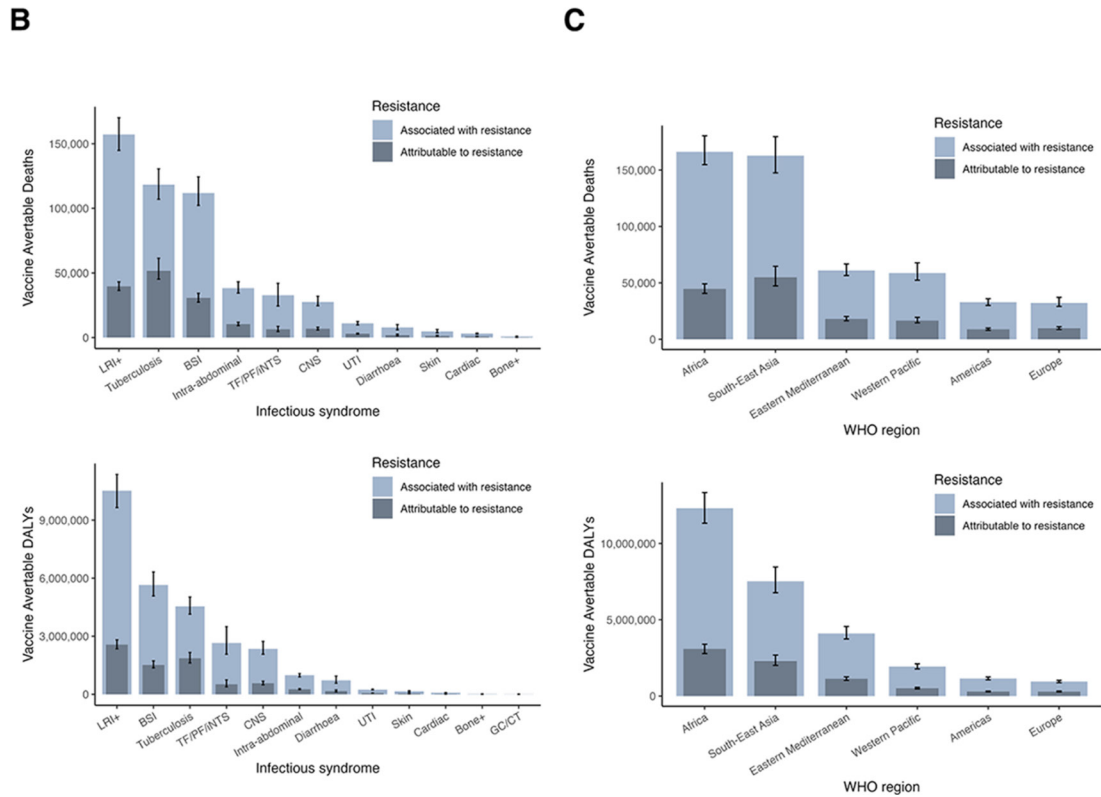 B
C
Vaccine Avertable Deaths
150,000
100,000
50,000
0
Resistance
Associated with resistance
Attributable to resistance
LRI+
Tuberculosis
BSI
Intra-abdominal
TF/PF/iNTS
CNS
UTI
Diarrhoea
Skin
Cardiac
Bone+
Infectious syndrome
Vaccine Avertable Deaths
150,000
100,000
50,000
0
Resistance
Associated with resistance
Attributable to resistance
Africa
South-East Asia
Eastern Mediterranean
Western Pacific
Americas
Europe
WHO region
Vaccine Avertable DALYs
9,000,000
6,000,000
3,000,000
0
Resistance
Associated with resistance
Attributable to resistance
LRI+
BSI
Tuberculosis
TF/PF/iNTS
CNS
Intra-abdominal
Diarrhoea
UTI
Skin
Cardiac
Bone+
GC/CT
Infectious syndrome
Vaccine Avertable DALYs
10,000,000
5,000,000
0
Resistance
Associated with resistance
Attributable to resistance
Africa
South-East Asia
Eastern Mediterranean
Western Pacific
Americas
Europe
WHO region